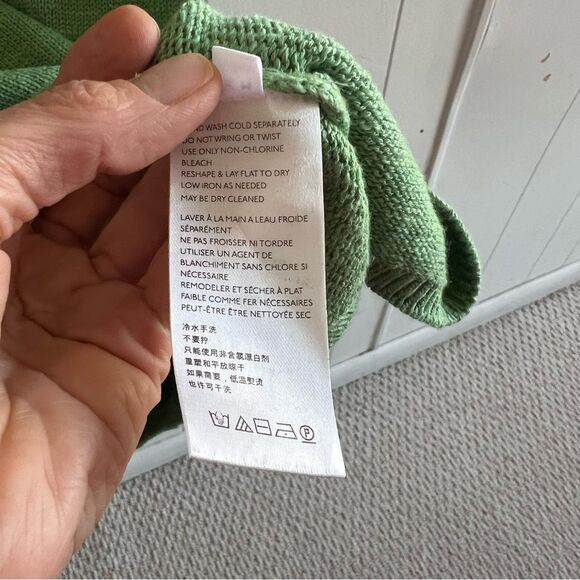 WASH COLD SEPARATELY
DO NOT WRING OR TWIST
USE ONLY NON-CHLORINE
BLEACH
RESHAPE & LAY FLAT TO DRY
LOW IRON AS NEEDED
MAY BE DRY CLEANED
LAVER À LA MAIN A LEAU FROIDE
SÉPARÉMENT
NE PAS FROISSER NI TORDRE
UTILISER UN AGENT DE
BLANCHIMENT SANS CHLORE SI
NÉCESSAIRE
REMODELER ET SÉCHER À PLAT
FAIBLE COMME FER NÉCESSAIRES
PEUT-ÊTRE ÊTRE NETTOYÉE SEC
冷水手洗
不要拧
只能使用非含氯漂白剂
重塑和平放晾干
如果需要，低温熨烫
也许可干洗
P